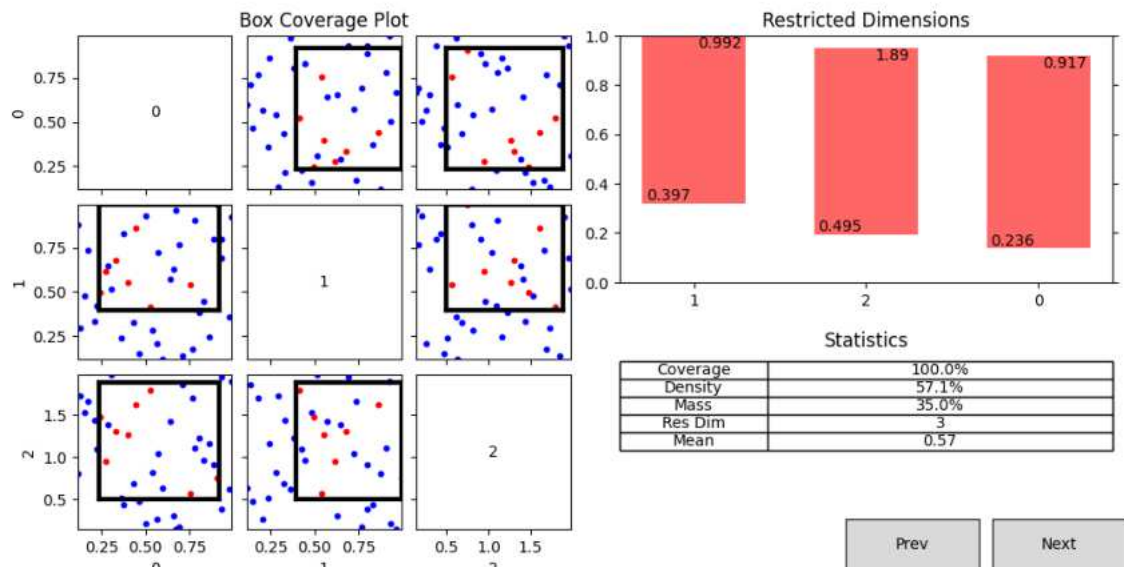 Box Coverage Plot
0
0.75
0.50
0.25
0
1
0.75
0.50
0.25
1
2
1.5
1.0
0.5
2
0.25 0.50 0.75
0.25 0.50 0.75
0.5 1.0 1.5
0 1 2
Restricted Dimensions
1.0
0.8
0.6
0.4
0.2
0.0
0.992
0.397
1.89
0.495
0.917
0.236
1 2 0
Statistics
Coverage 100.0%
Density 57.1%
Mass 35.0%
Res Dim 3
Mean 0.57
Prev Next